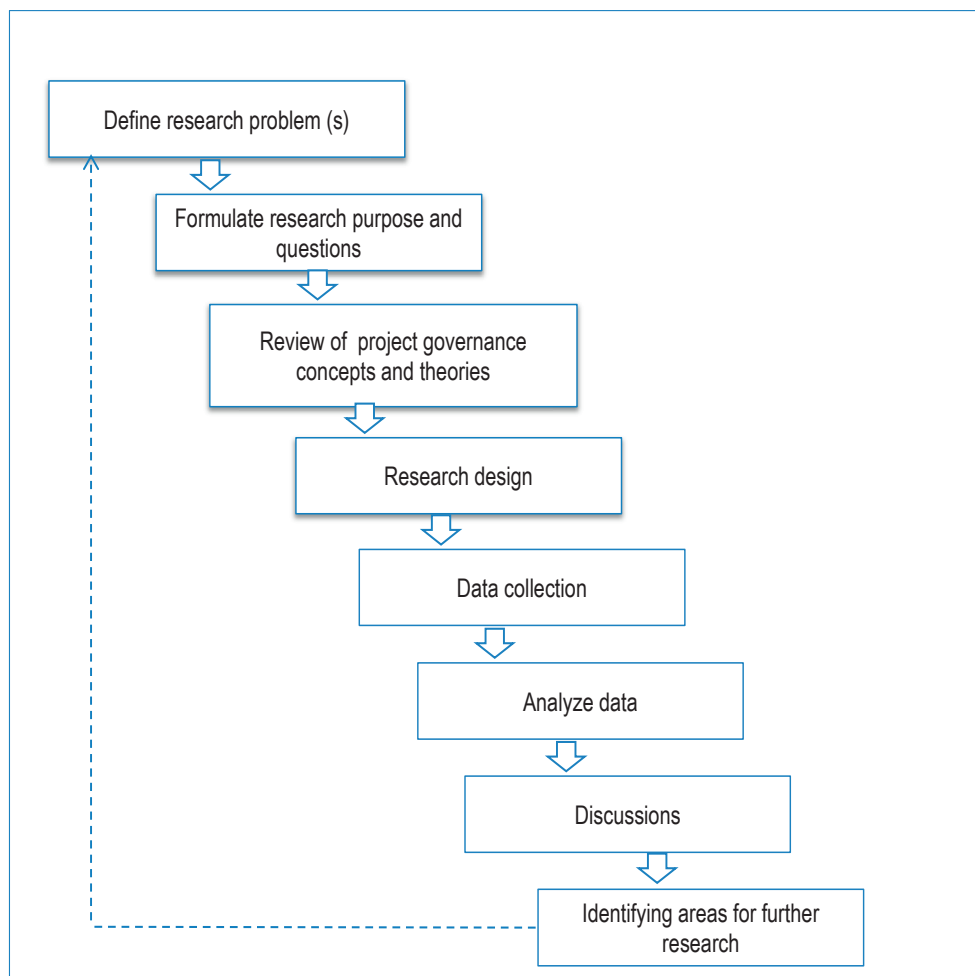 Define research problem (s)
Formulate research purpose and
questions
Review of project governance
concepts and theories
Research design
Data collection
Analyze data
Discussions
Identifying areas for further
research